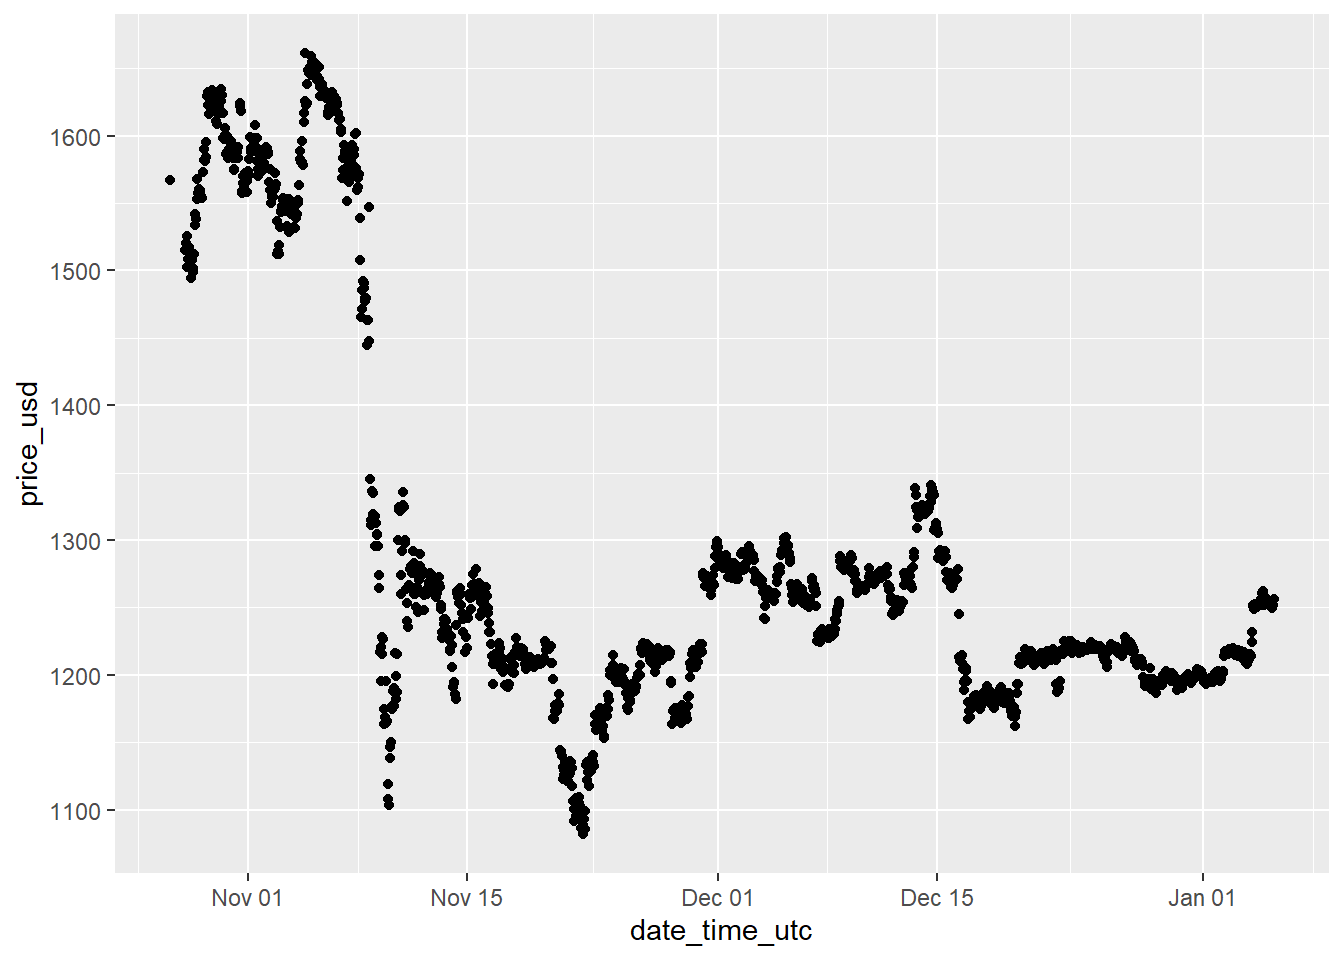 price_usd
1600
1500
1400
1300
1200
1100
Nov 01
Nov 15
Dec 01
Dec 15
Jan 01
date_time_utc